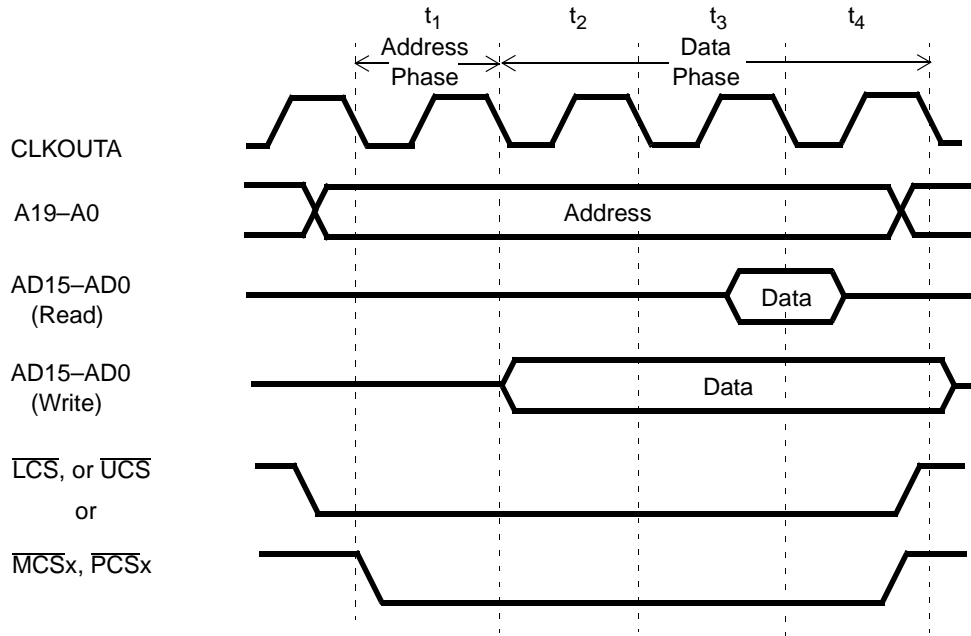 t1 t2 t3 t4
Address Data
Phase Phase
CLKOUTA
A19–A0 Address
AD15–AD0
(Read) Data
AD15–AD0
(Write) Data
LCS, or UCS
or
MCSx, PCSx